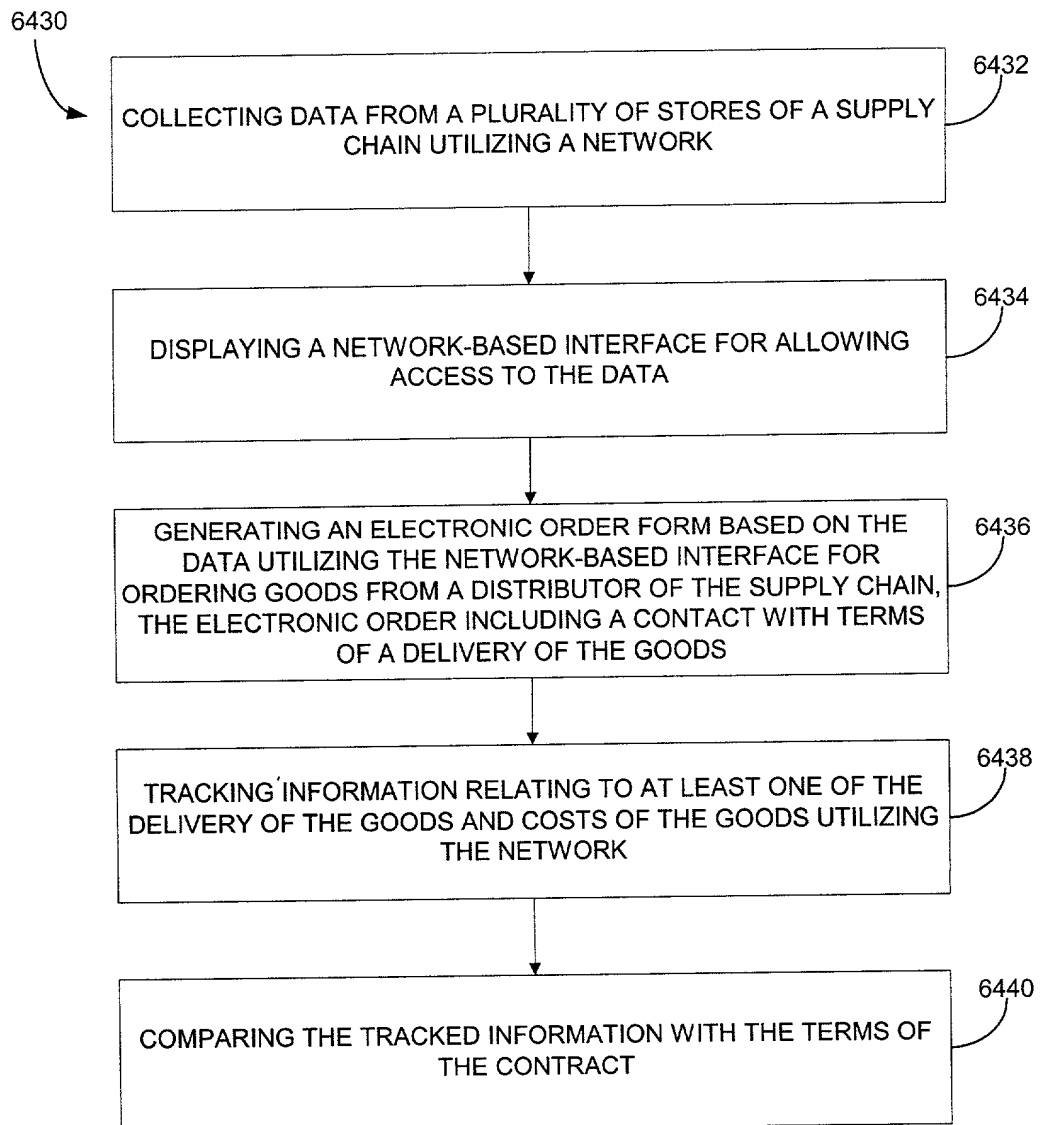 6430
6432
COLLECTING DATA FROM A PLURALITY OF STORES OF A SUPPLY
CHAIN UTILIZING A NETWORK
6434
DISPLAYING A NETWORK-BASED INTERFACE FOR ALLOWING
ACCESS TO THE DATA
6436
GENERATING AN ELECTRONIC ORDER FORM BASED ON THE
DATA UTILIZING THE NETWORK-BASED INTERFACE FOR
ORDERING GOODS FROM A DISTRIBUTOR OF THE SUPPLY CHAIN,
THE ELECTRONIC ORDER INCLUDING A CONTACT WITH TERMS
OF A DELIVERY OF THE GOODS
6438
TRACKING INFORMATION RELATING TO AT LEAST ONE OF THE
DELIVERY OF THE GOODS AND COSTS OF THE GOODS UTILIZING
THE NETWORK
6440
COMPARING THE TRACKED INFORMATION WITH THE TERMS OF
THE CONTRACT